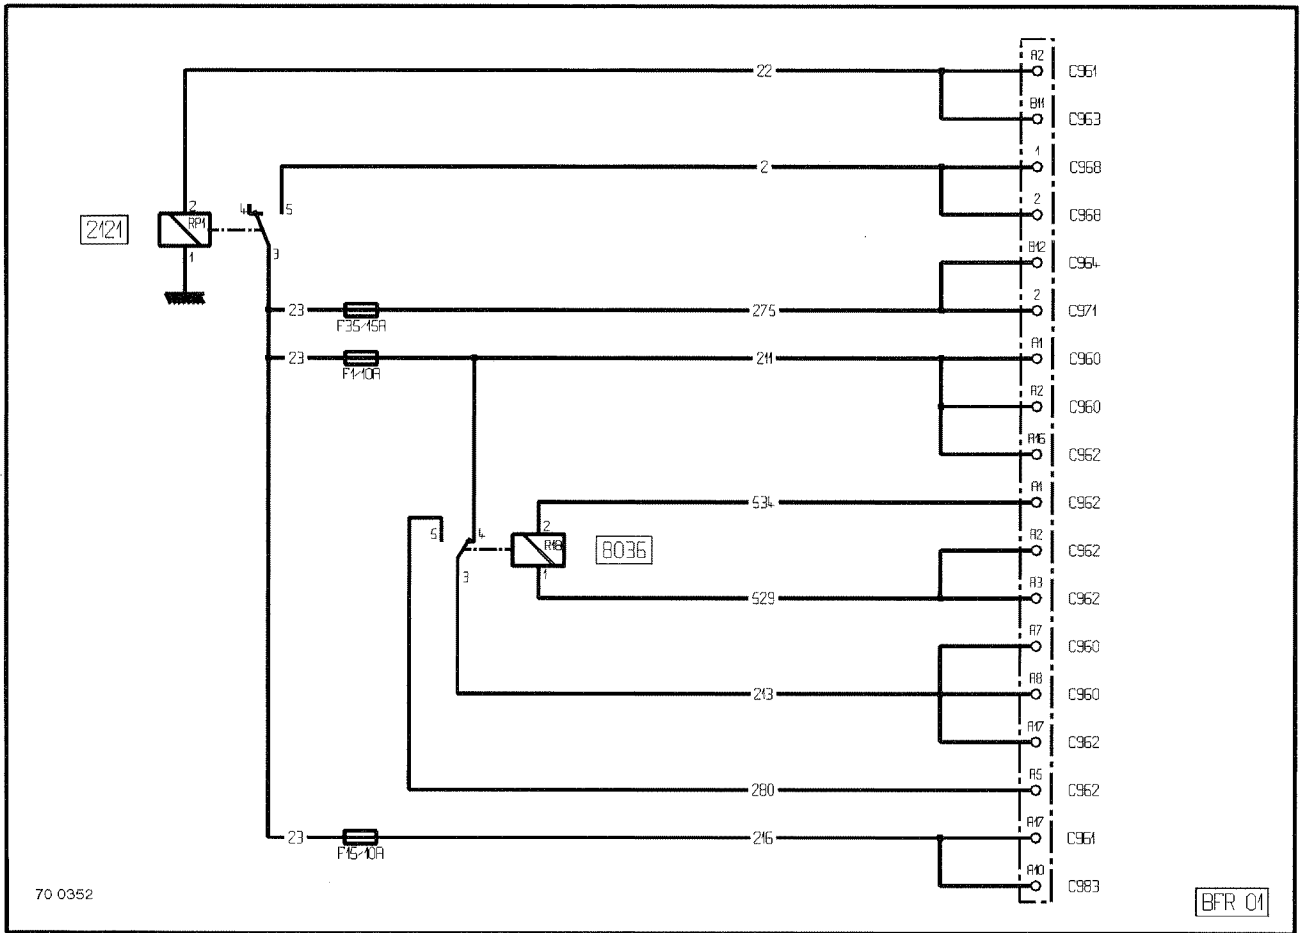 A2
22
C961
B11
C963
1
2
C968
2
4
5
2
C968
2121
RP1
3
1
B12
C964
23
275
2
C971
F35/15A
A1
23
211
C960
F1/10A
A2
C960
A16
C962
A1
534
C962
5
4
2
R18
8036
A2
C962
3
1
A3
529
C962
A7
C960
A8
213
C960
A17
C962
A5
280
C962
A17
23
216
C961
F15/10A
A10
C983
70 0352
BFR 01